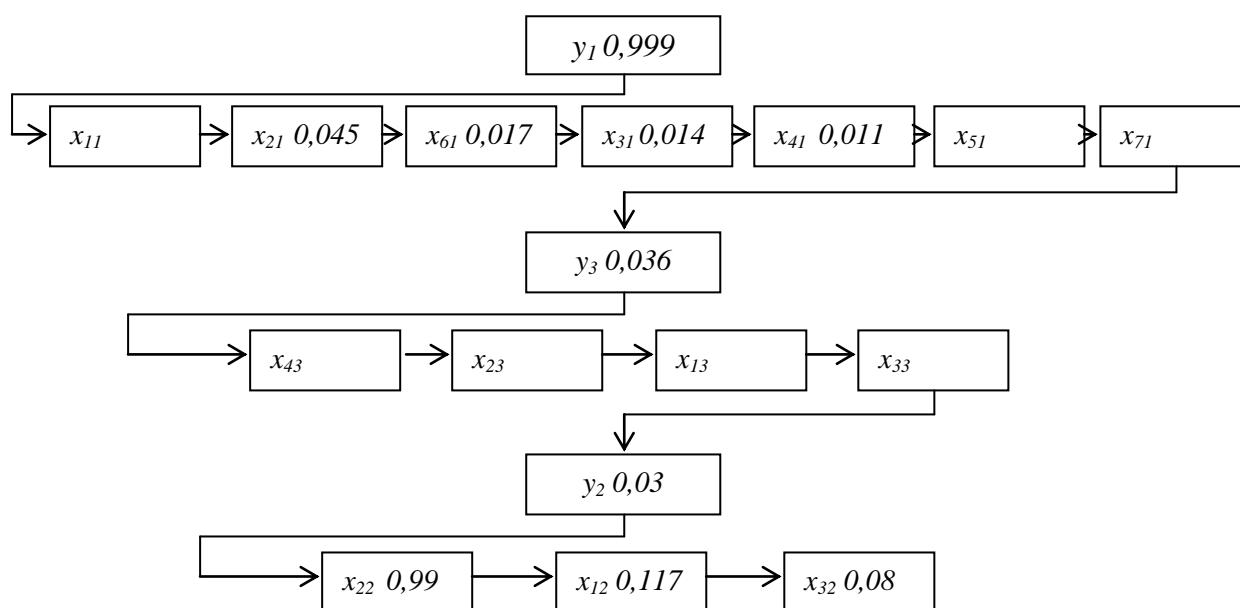 y1 0,999
x11 x21 0,045 x61 0,017 x31 0,014 x41 0,011 x51 x71
y3 0,036
x43 x23 x13 x33
y2 0,03
x22 0,99 x12 0,117 x32 0,08